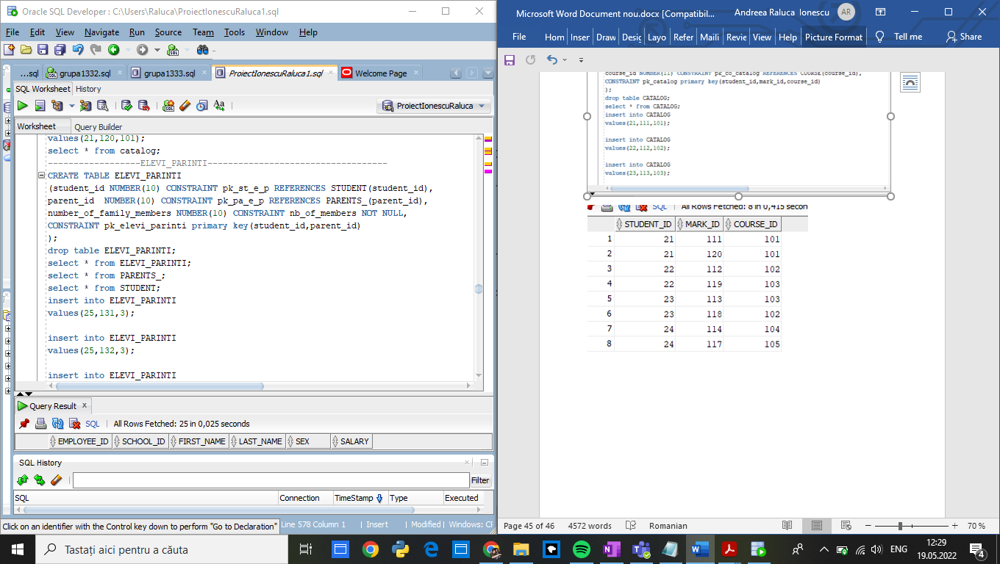 Oracle SQL Developer : C:\Users\Raluca\ProiectIonescuRaluca1.sql
File Edit View Navigate Run Source Team Tools Window Help
...sql grupa1332.sql grupa1333.sql ProiectIonescuRaluca1.sql Welcome Page
SQL Worksheet History
ProiectIonescuRaluca
Worksheet Query Builder
values(21,120,101);
select * from catalog;
------------------ELEVI_PARINTI-----------------------------------
CREATE TABLE ELEVI_PARINTI
(student_id NUMBER(10) CONSTRAINT pk_st_e_p REFERENCES STUDENT(student_id),
parent_id  NUMBER(10) CONSTRAINT pk_pa_e_p REFERENCES PARENTS_(parent_id),
number_of_family_members NUMBER(10) CONSTRAINT nb_of_members NOT NULL,
CONSTRAINT pk_elevi_parinti primary key(student_id,parent_id)
);
drop table ELEVI_PARINTI;
select * from ELEVI_PARINTI;
select * from PARENTS_;
select * from STUDENT;
insert into ELEVI_PARINTI
values(25,131,3);
insert into ELEVI_PARINTI
values(25,132,3);
insert into ELEVI_PARINTI
Query Result x
SQL | All Rows Fetched: 25 in 0,025 seconds
EMPLOYEE_ID SCHOOL_ID FIRST_NAME LAST_NAME SEX SALARY
SQL History
Filter
SQL Connection TimeStamp Type Executed
Click on an identifier with the Control key down to perform "Go to Declaration" Line 578 Column 1 | Insert | Modified | Windows: CF
Microsoft Word Document nou.docx [Compatibil... Andreea Raluca Ionescu AR
File Hom Inser Draw Desig Layo Refer Maili Revie View Help Picture Format Tell me Share
course_id NUMBER(11) CONSTRAINT pk_co_catalog REFERENCES COURSE(course_id),
CONSTRAINT pk_catalog primary key(student_id,mark_id,course_id)
);
drop table CATALOG;
select * from CATALOG;
insert into CATALOG
values(21,111,101);
insert into CATALOG
values(22,112,102);
insert into CATALOG
values(23,113,103);
SQL | All Rows Fetched: 8 in 0,415 secon
STUDENT_ID MARK_ID COURSE_ID
1 21 111 101
2 21 120 101
3 22 112 102
4 22 119 103
5 23 113 103
6 23 118 102
7 24 114 104
8 24 117 105
Page 45 of 46 4572 words Romanian 70 %
Tastați aici pentru a căuta
ENG 12:29 19.05.2022 4